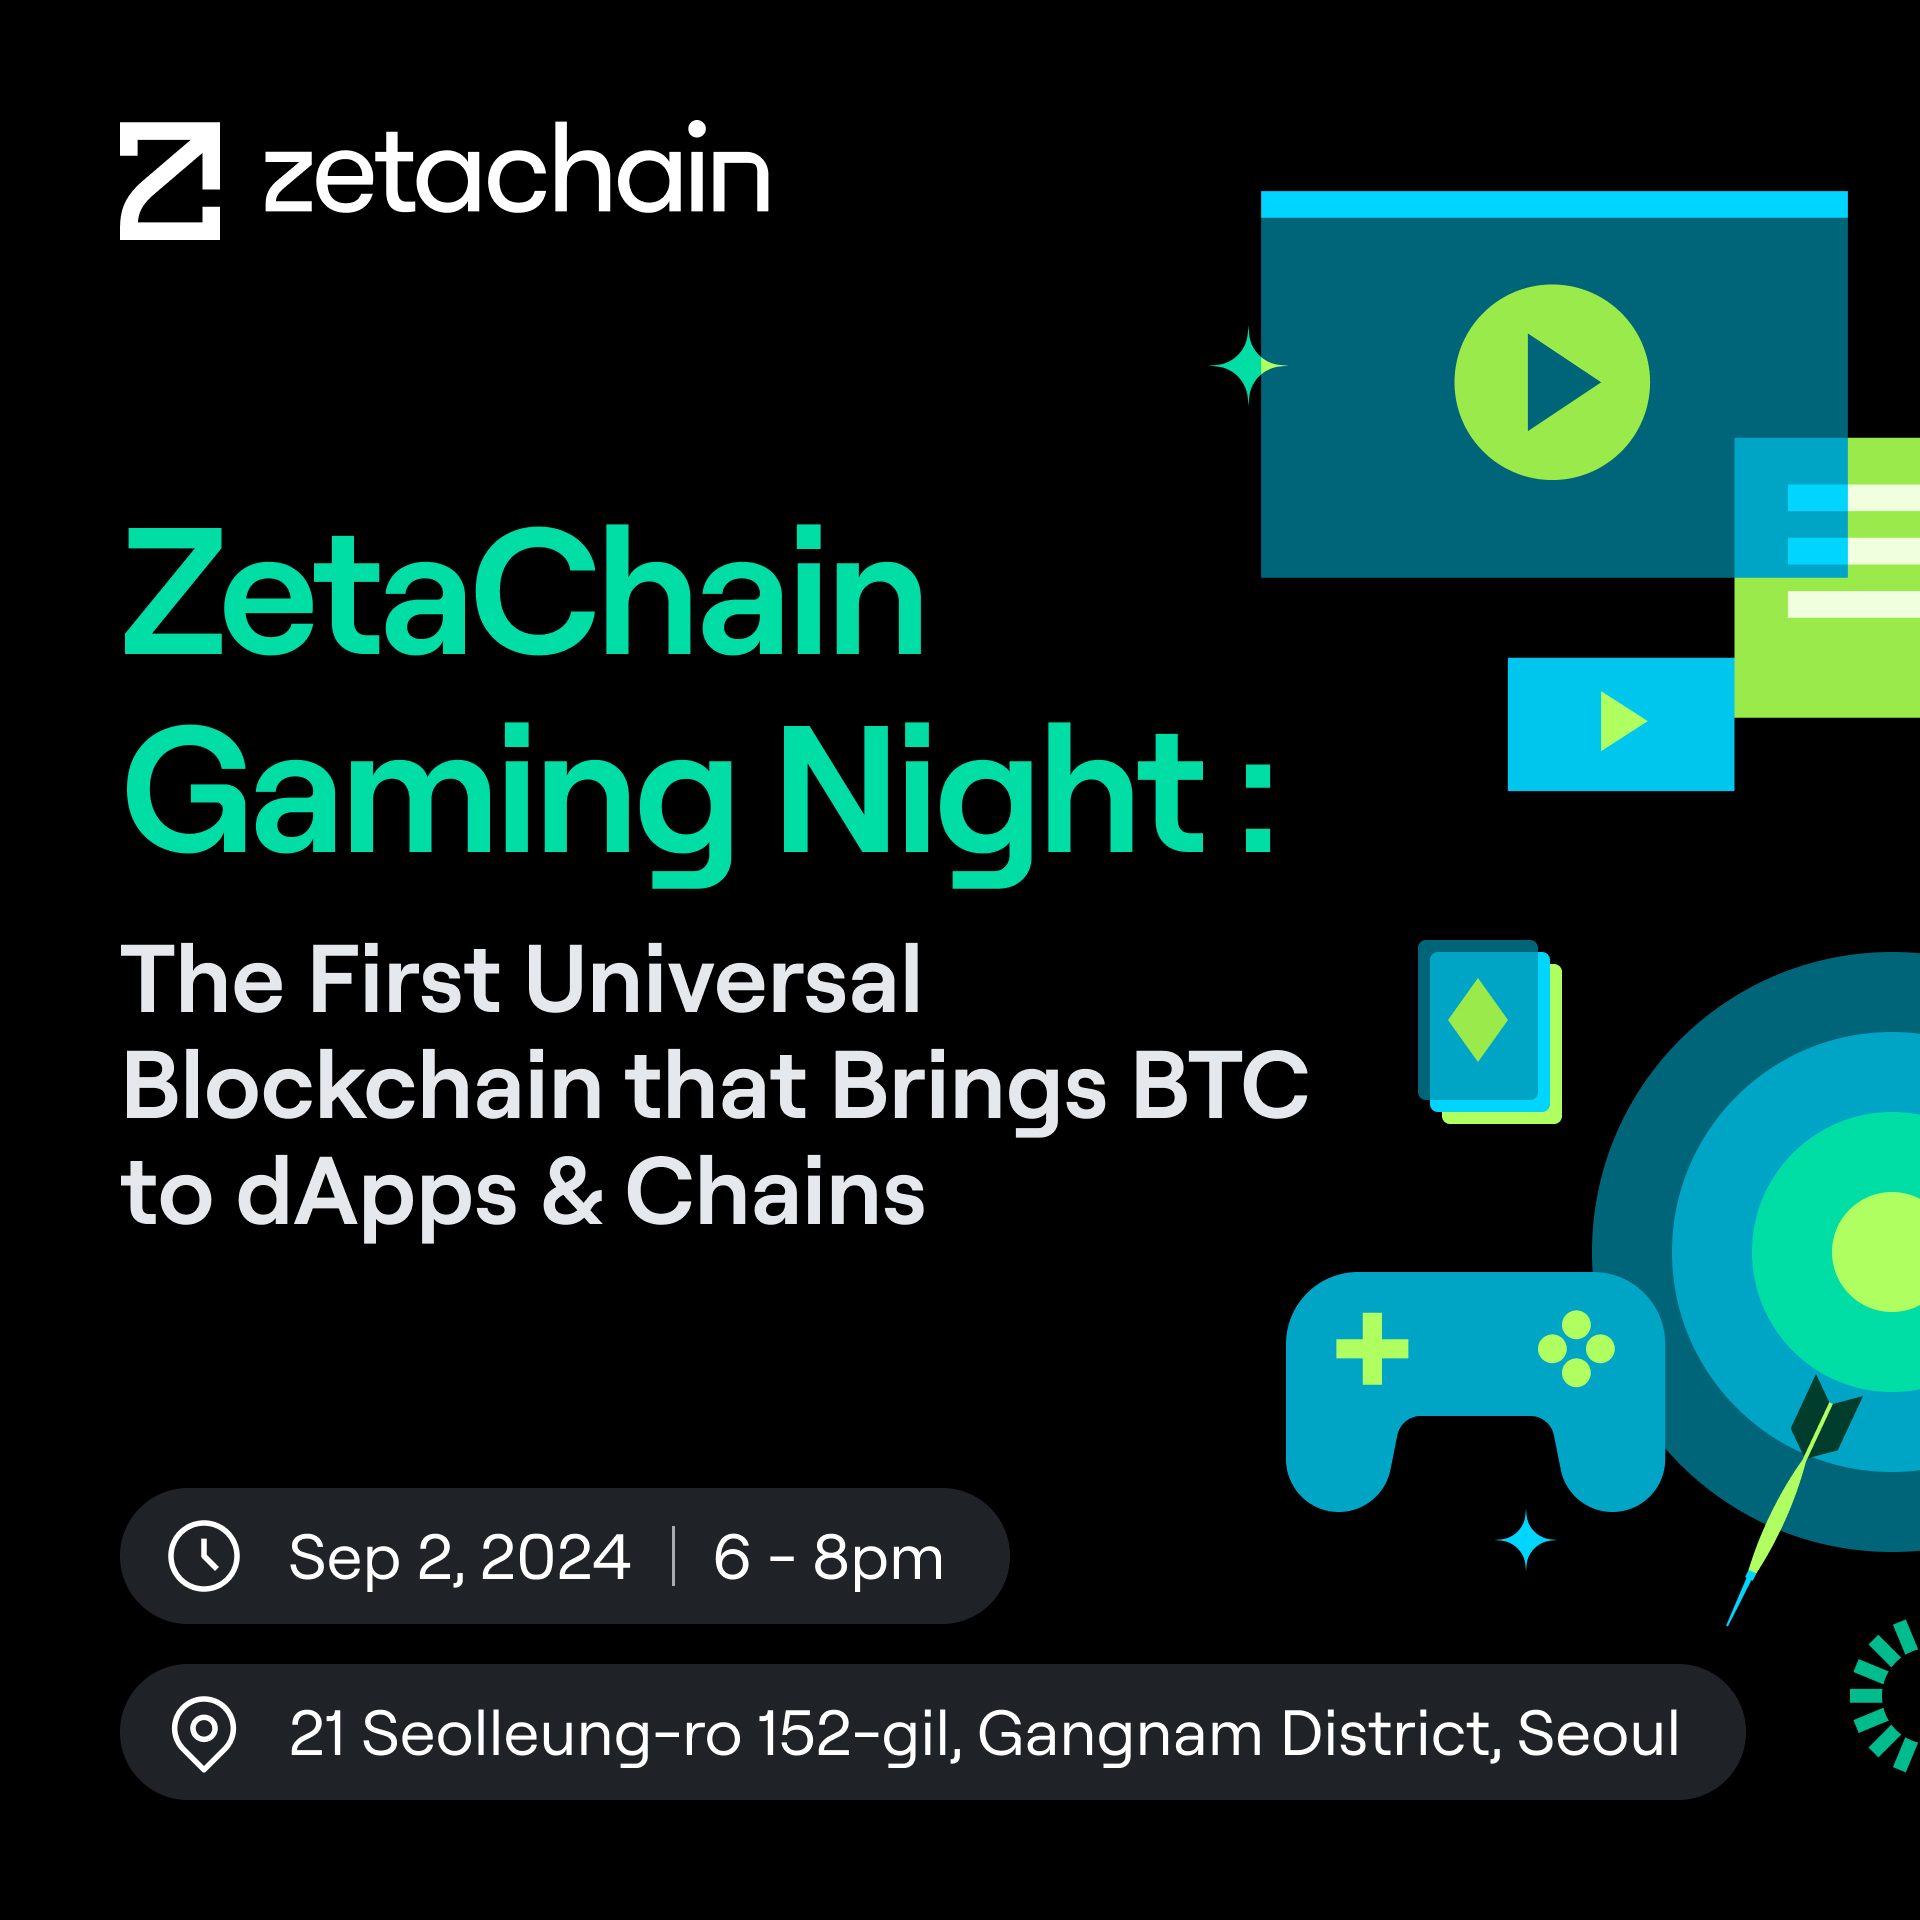 zetachain
ZetaChain
Gaming Night :
The First Universal
Blockchain that Brings BTC
to dApps & Chains
Sep 2, 2024 | 6 - 8pm
21 Seolleung-ro 152-gil, Gangnam District, Seoul